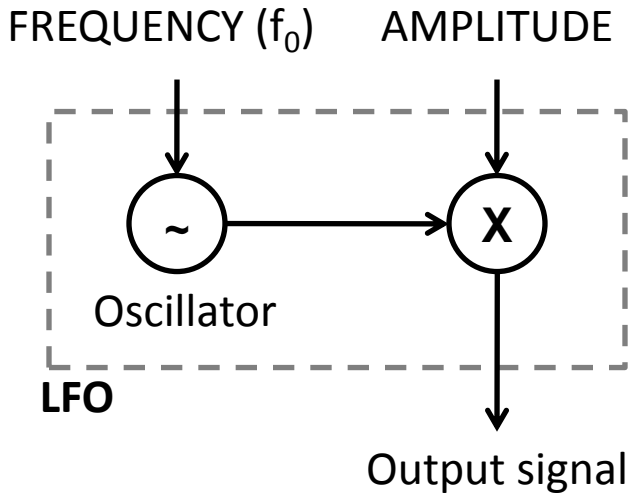 FREQUENCY (f₀) AMPLITUDE
~ X
Oscillator
LFO
Output signal